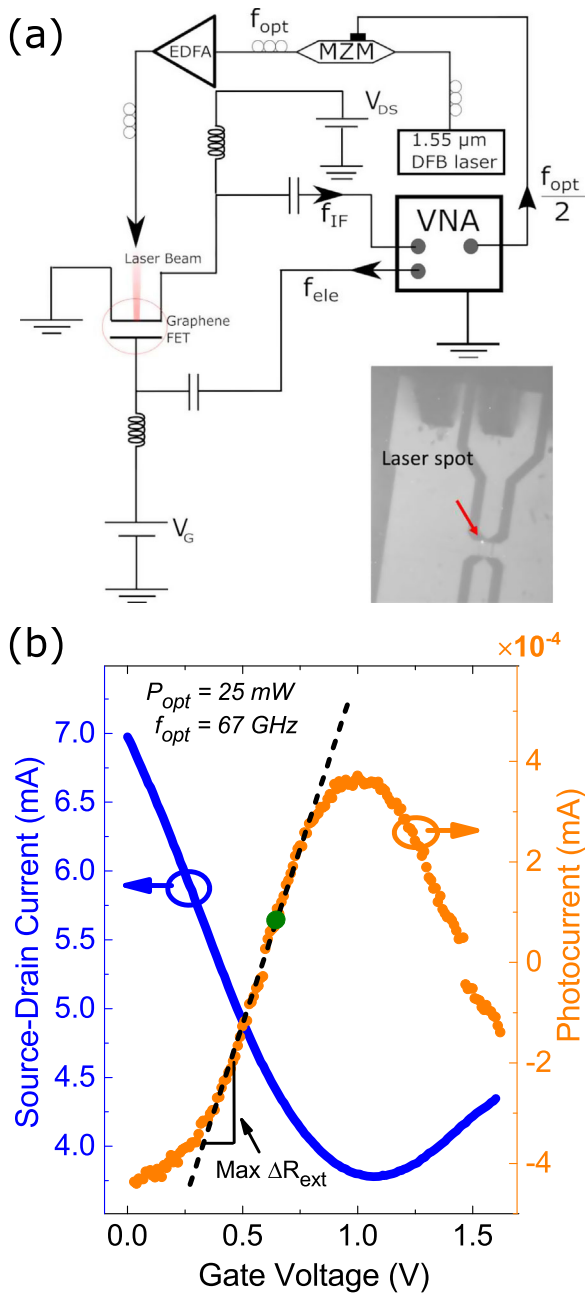 (a)
EDFA
f_opt
MZM
V_DS
1.55 μm
DFB laser
f_opt
2
f_IF
VNA
Laser Beam
f_ele
Graphene
FET
V_G
Laser spot
(b)
×10⁻⁴
P_opt = 25 mW
f_opt = 67 GHz
7.0
6.5
6.0
5.5
5.0
4.5
4.0
Source-Drain Current (mA)
4
2
0
-2
-4
Photocurrent (mA)
Max ΔR_ext
0.0
0.5
1.0
1.5
Gate Voltage (V)